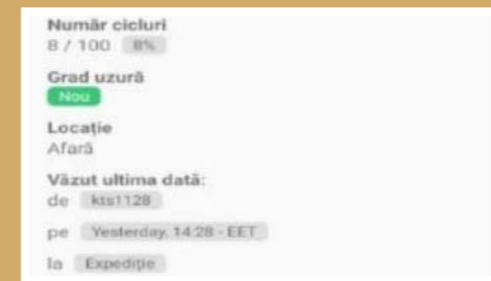 Număr cicluri
8 / 100 8%
Grad uzură
Nou
Locație
Afară
Văzut ultima dată:
de kts1128
pe Yesterday, 14:28 - EET
la Expediție